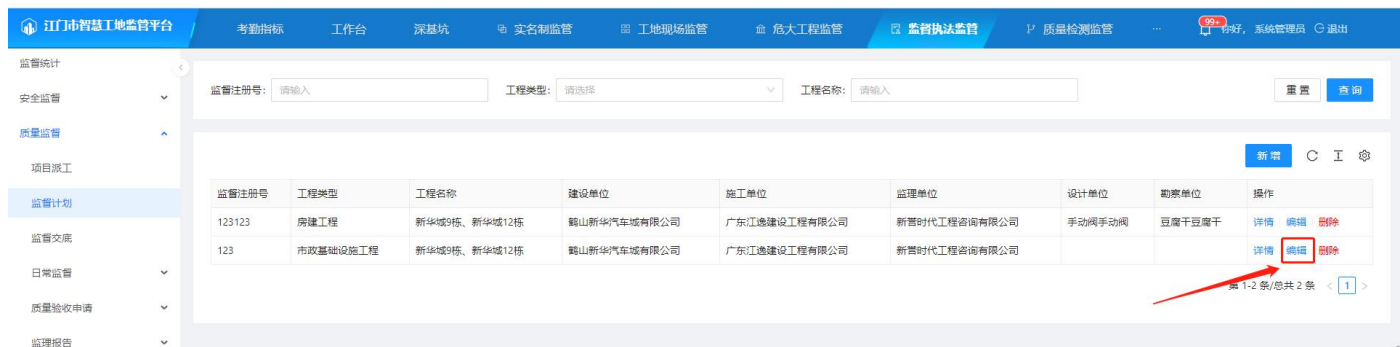 江门市智慧工地监管平台
考勤指标 工作台 深基坑 实名制监管 工地现场监管 危大工程监管 监督执法监管 质量检测监管 ... 99+ 你好，系统管理员 退出
监督统计
安全监督
质量监督
项目派工
监督计划
监督交底
日常监督
质量验收申请
监理报告
监督注册号： 请输入 工程类型： 请选择 工程名称： 请输入 重置 查询
新增
监督注册号 工程类型 工程名称 建设单位 施工单位 监理单位 设计单位 勘察单位 操作
123123 房建工程 新华城9栋、新华城12栋 鹤山新华汽车城有限公司 广东江逸建设工程有限公司 新誉时代工程咨询有限公司 手动阀手动阀 豆腐干豆腐干 详情 编辑 删除
123 市政基础设施工程 新华城9栋、新华城12栋 鹤山新华汽车城有限公司 广东江逸建设工程有限公司 新誉时代工程咨询有限公司 详情 编辑 删除
第 1-2 条/总共 2 条 < 1 >